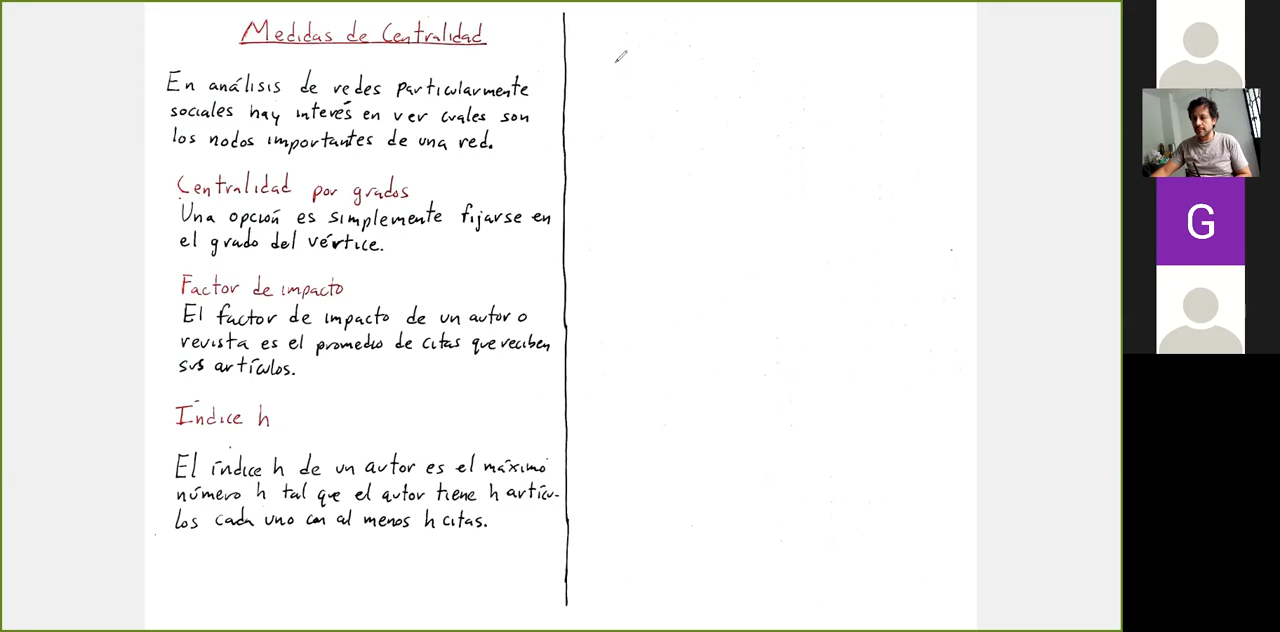 Medidas de Centralidad
En análisis de redes particularmente
sociales hay interés en ver cuales son
los nodos importantes de una red.
Centralidad por grados
Una opción es simplemente fijarse en
el grado del vértice.
Factor de impacto
El factor de impacto de un autor o
revista es el promedio de citas que reciben
sus artículos.
Índice h
El índice h de un autor es el máximo
número h tal que el autor tiene h artícu-
los cada uno con al menos h citas.
G